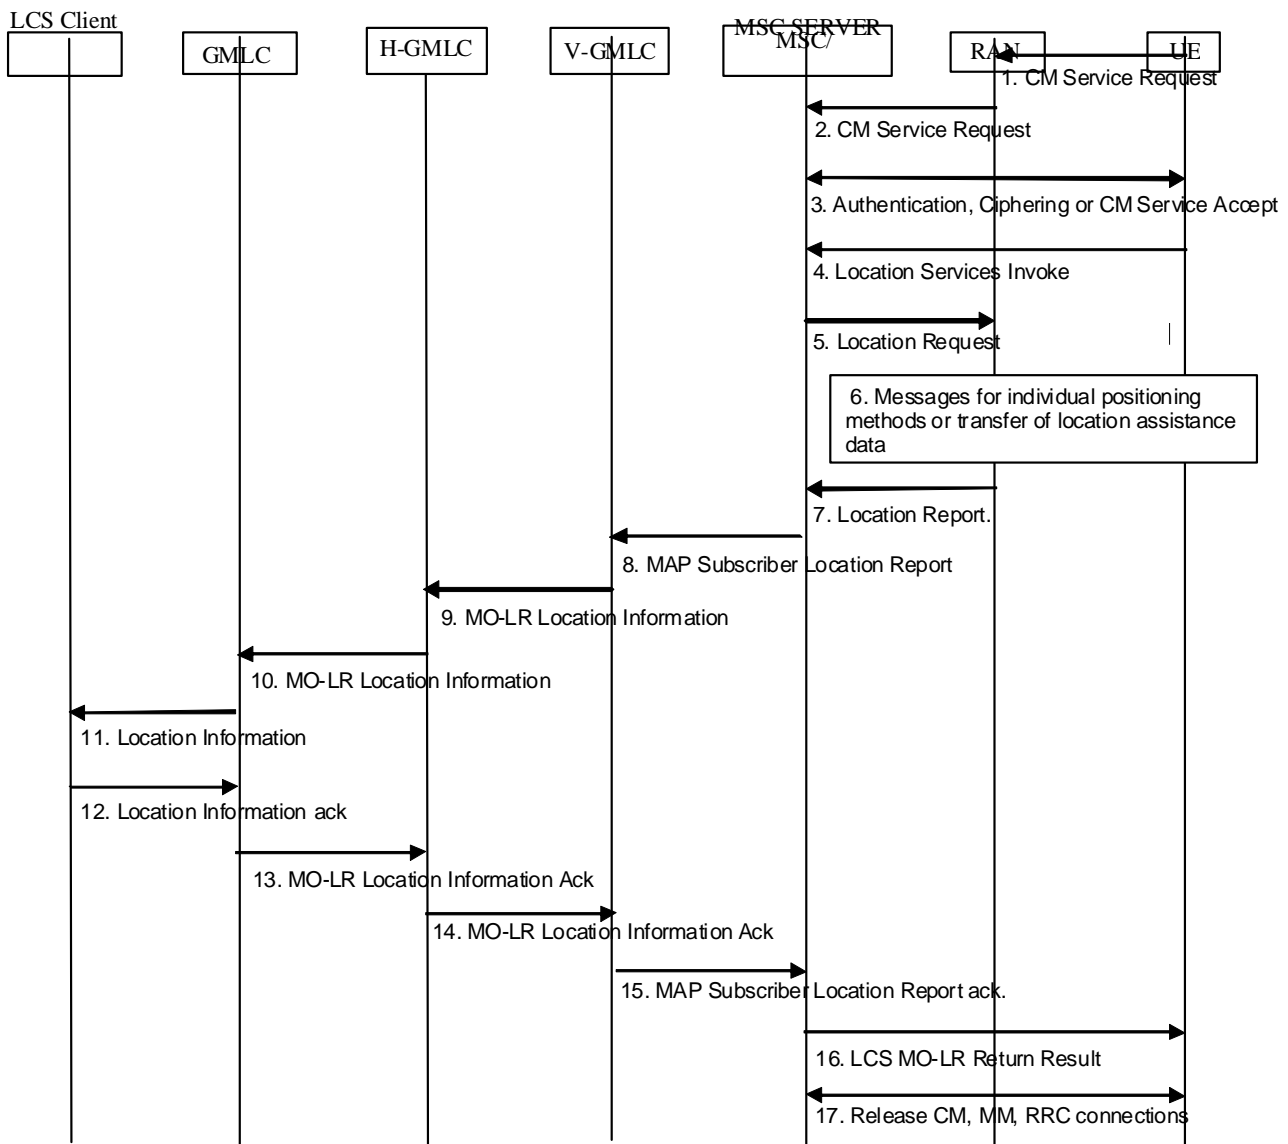 LCS Client
GMLC
H-GMLC
V-GMLC
MSC SERVER
MSC/
RAN
UE
1. CM Service Request
2. CM Service Request
3. Authentication, Ciphering or CM Service Accept
4. Location Services Invoke
5. Location Request
6. Messages for individual positioning
methods or transfer of location assistance
data
7. Location Report.
8. MAP Subscriber Location Report
9. MO-LR Location Information
10. MO-LR Location Information
11. Location Information
12. Location Information ack
13. MO-LR Location Information Ack
14. MO-LR Location Information Ack
15. MAP Subscriber Location Report ack.
16. LCS MO-LR Return Result
17. Release CM, MM, RRC connections